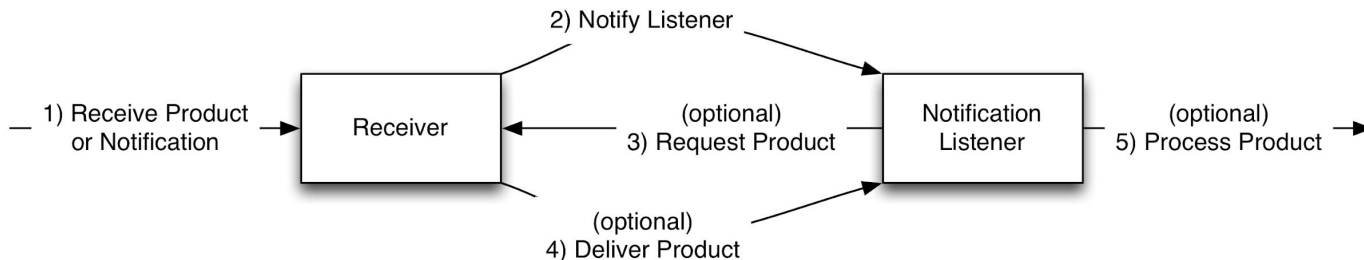 2) Notify Listener
1) Receive Product
or Notification
Receiver
(optional)
3) Request Product
Notification
Listener
(optional)
5) Process Product
(optional)
4) Deliver Product